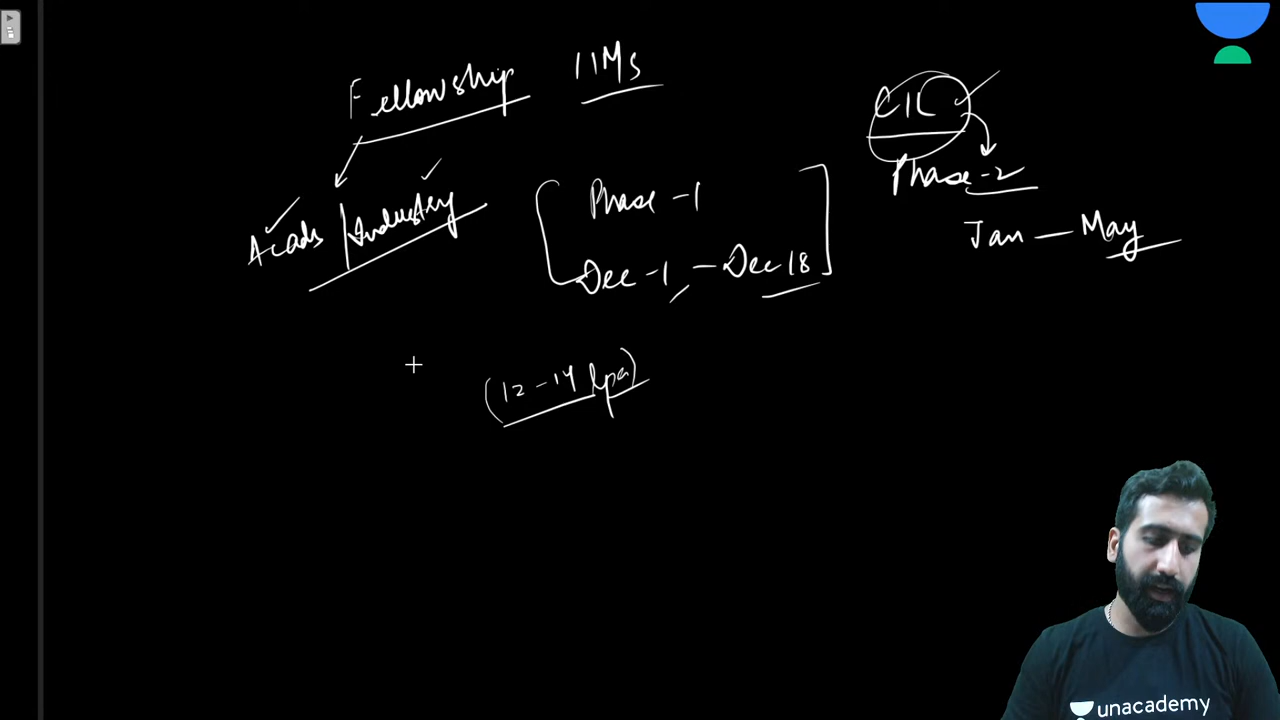 Fellowship IIMs
Acads | Industry
Phase -1
Dec -1 - Dec 18
CIL
Phase -2
Jan - May
(12 - 14 lpa)
unacademy